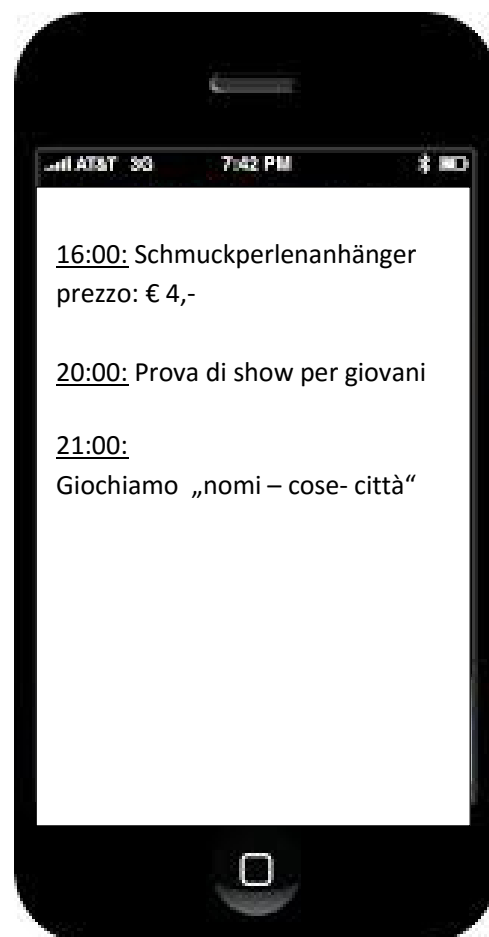 AT&T 3G 7:42 PM
16:00: Schmuckperlenanhänger
prezzo: € 4,-
20:00: Prova di show per giovani
21:00:
Giochiamo „nomi – cose- città“